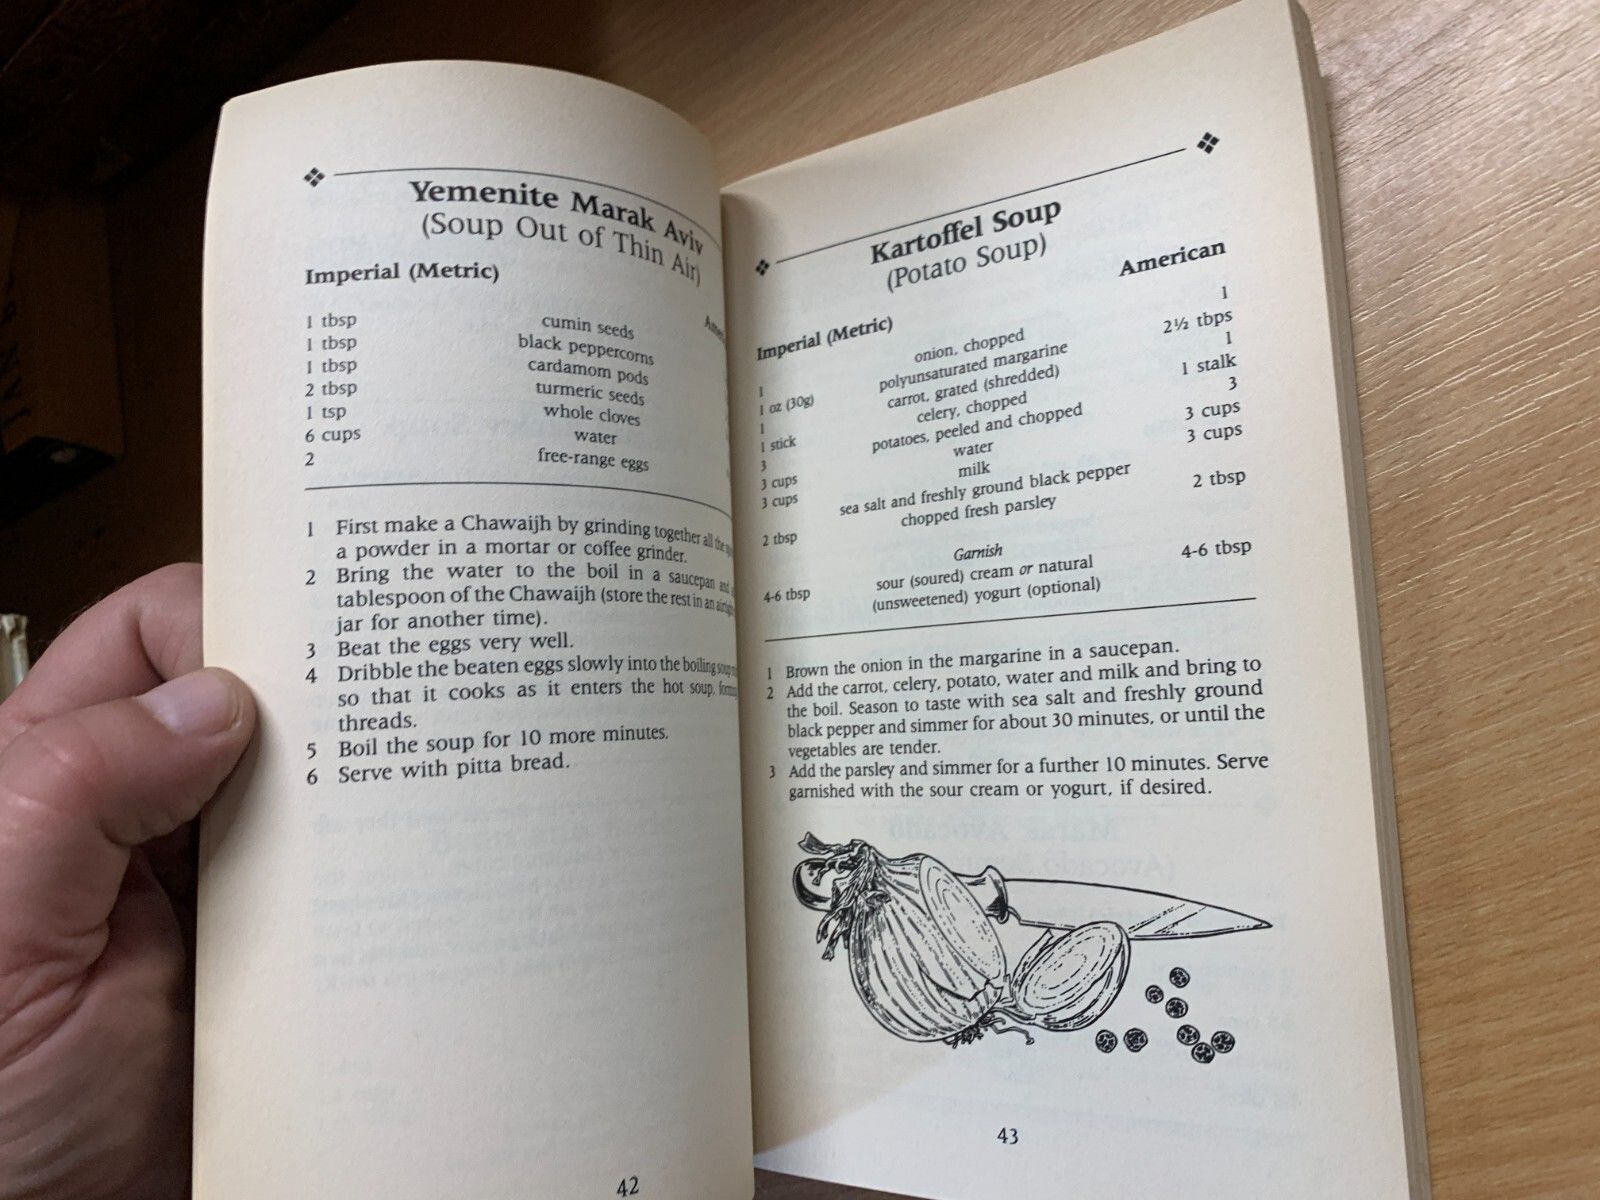 Yemenite Marak Aviv
(Soup Out of Thin Air)
Imperial (Metric)
1 tbsp cumin seeds
1 tbsp black peppercorns
1 tbsp cardamom pods
2 tbsp turmeric seeds
1 tsp whole cloves
6 cups water
2 free-range eggs
1 First make a Chawaijh by grinding together all the
a powder in a mortar or coffee grinder.
2 Bring the water to the boil in a saucepan and
tablespoon of the Chawaijh (store the rest in an
jar for another time).
3 Beat the eggs very well.
4 Dribble the beaten eggs slowly into the boiling soup
so that it cooks as it enters the hot soup,
threads.
5 Boil the soup for 10 more minutes.
6 Serve with pitta bread.
42
Kartoffel Soup
(Potato Soup)
Imperial (Metric) American
1 onion, chopped 1
1 oz (30g) polyunsaturated margarine 2½ tbps
1 carrot, grated (shredded) 1
1 stick celery, chopped 1 stalk
3 potatoes, peeled and chopped 3
3 cups water 3 cups
3 cups milk 3 cups
sea salt and freshly ground black pepper
2 tbsp chopped fresh parsley 2 tbsp
Garnish
4-6 tbsp sour (soured) cream or natural 4-6 tbsp
(unsweetened) yogurt (optional)
1 Brown the onion in the margarine in a saucepan.
2 Add the carrot, celery, potato, water and milk and bring to
the boil. Season to taste with sea salt and freshly ground
black pepper and simmer for about 30 minutes, or until the
vegetables are tender.
3 Add the parsley and simmer for a further 10 minutes. Serve
garnished with the sour cream or yogurt, if desired.
43